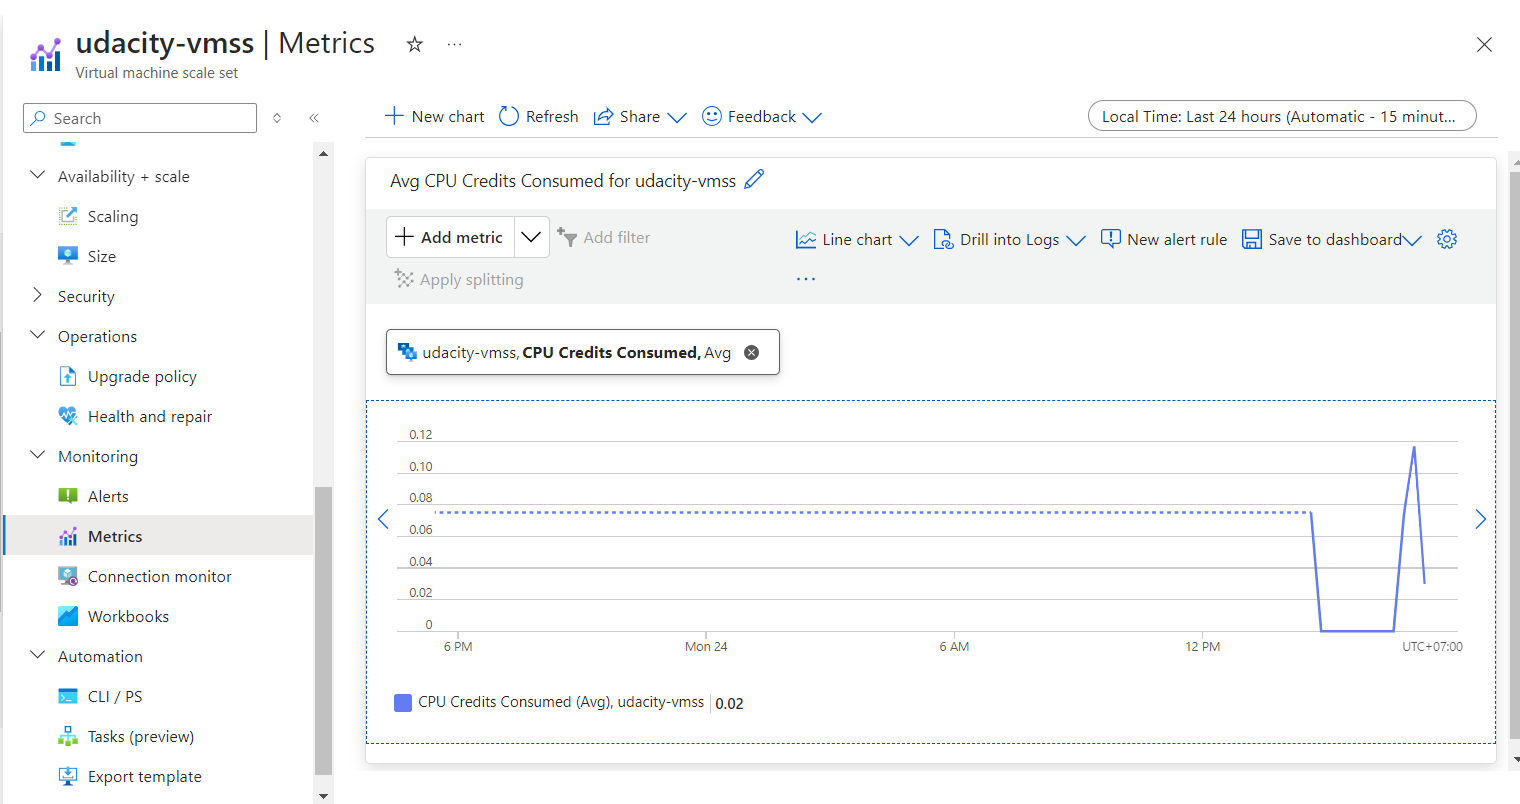 udacity-vmss | Metrics
Virtual machine scale set
Search
New chart
Refresh
Share
Feedback
Local Time: Last 24 hours (Automatic - 15 minut...
Availability + scale
Scaling
Size
Security
Operations
Upgrade policy
Health and repair
Monitoring
Alerts
Metrics
Connection monitor
Workbooks
Automation
CLI / PS
Tasks (preview)
Export template
Avg CPU Credits Consumed for udacity-vmss
Add metric
Add filter
Line chart
Drill into Logs
New alert rule
Save to dashboard
Apply splitting
udacity-vmss, CPU Credits Consumed, Avg
0.12
0.10
0.08
0.06
0.04
0.02
0
6 PM Mon 24 6 AM 12 PM UTC+07:00
CPU Credits Consumed (Avg), udacity-vmss | 0.02